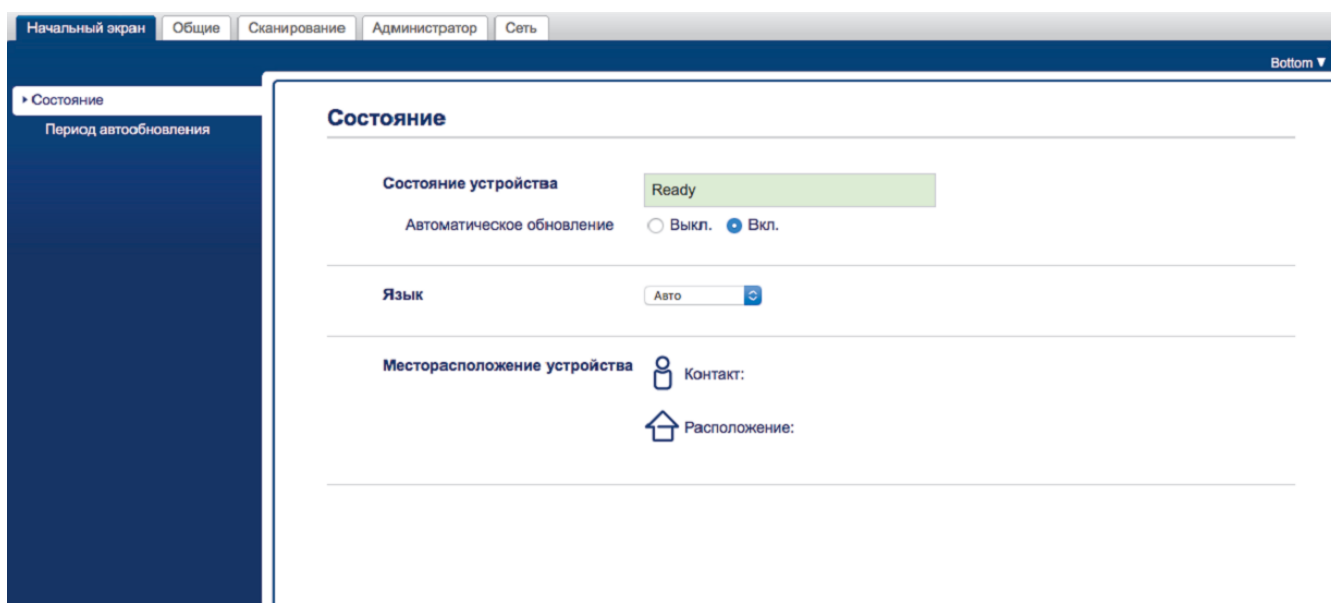 Начальный экран Общие Сканирование Администратор Сеть
Bottom ▼
Состояние
Период автообновления
Состояние
Состояние устройства Ready
Автоматическое обновление Выкл. Вкл.
Язык Авто
Месторасположение устройства Контакт:
Расположение: